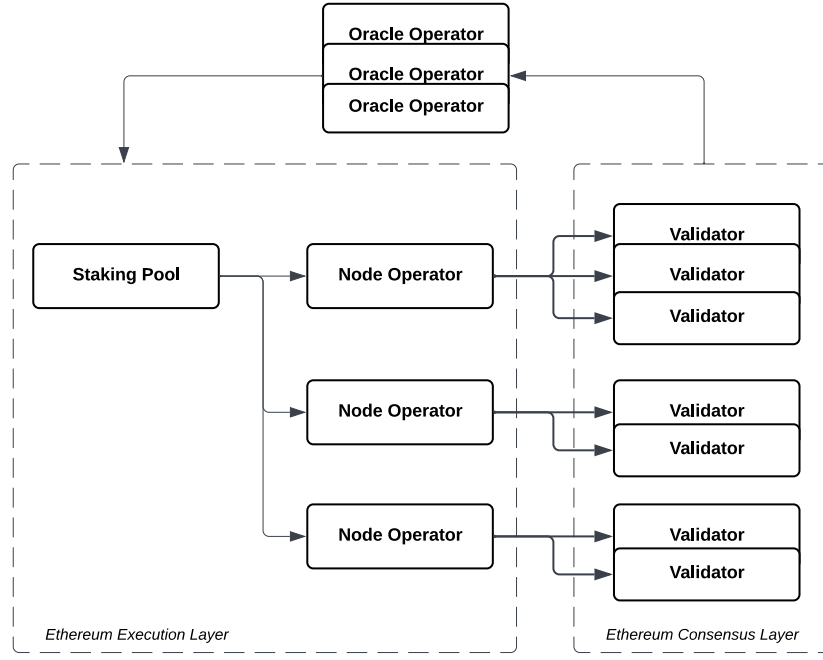 Oracle Operator
Oracle Operator
Oracle Operator
Staking Pool
Node Operator
Node Operator
Node Operator
Validator
Validator
Validator
Validator
Validator
Validator
Validator
Ethereum Execution Layer
Ethereum Consensus Layer